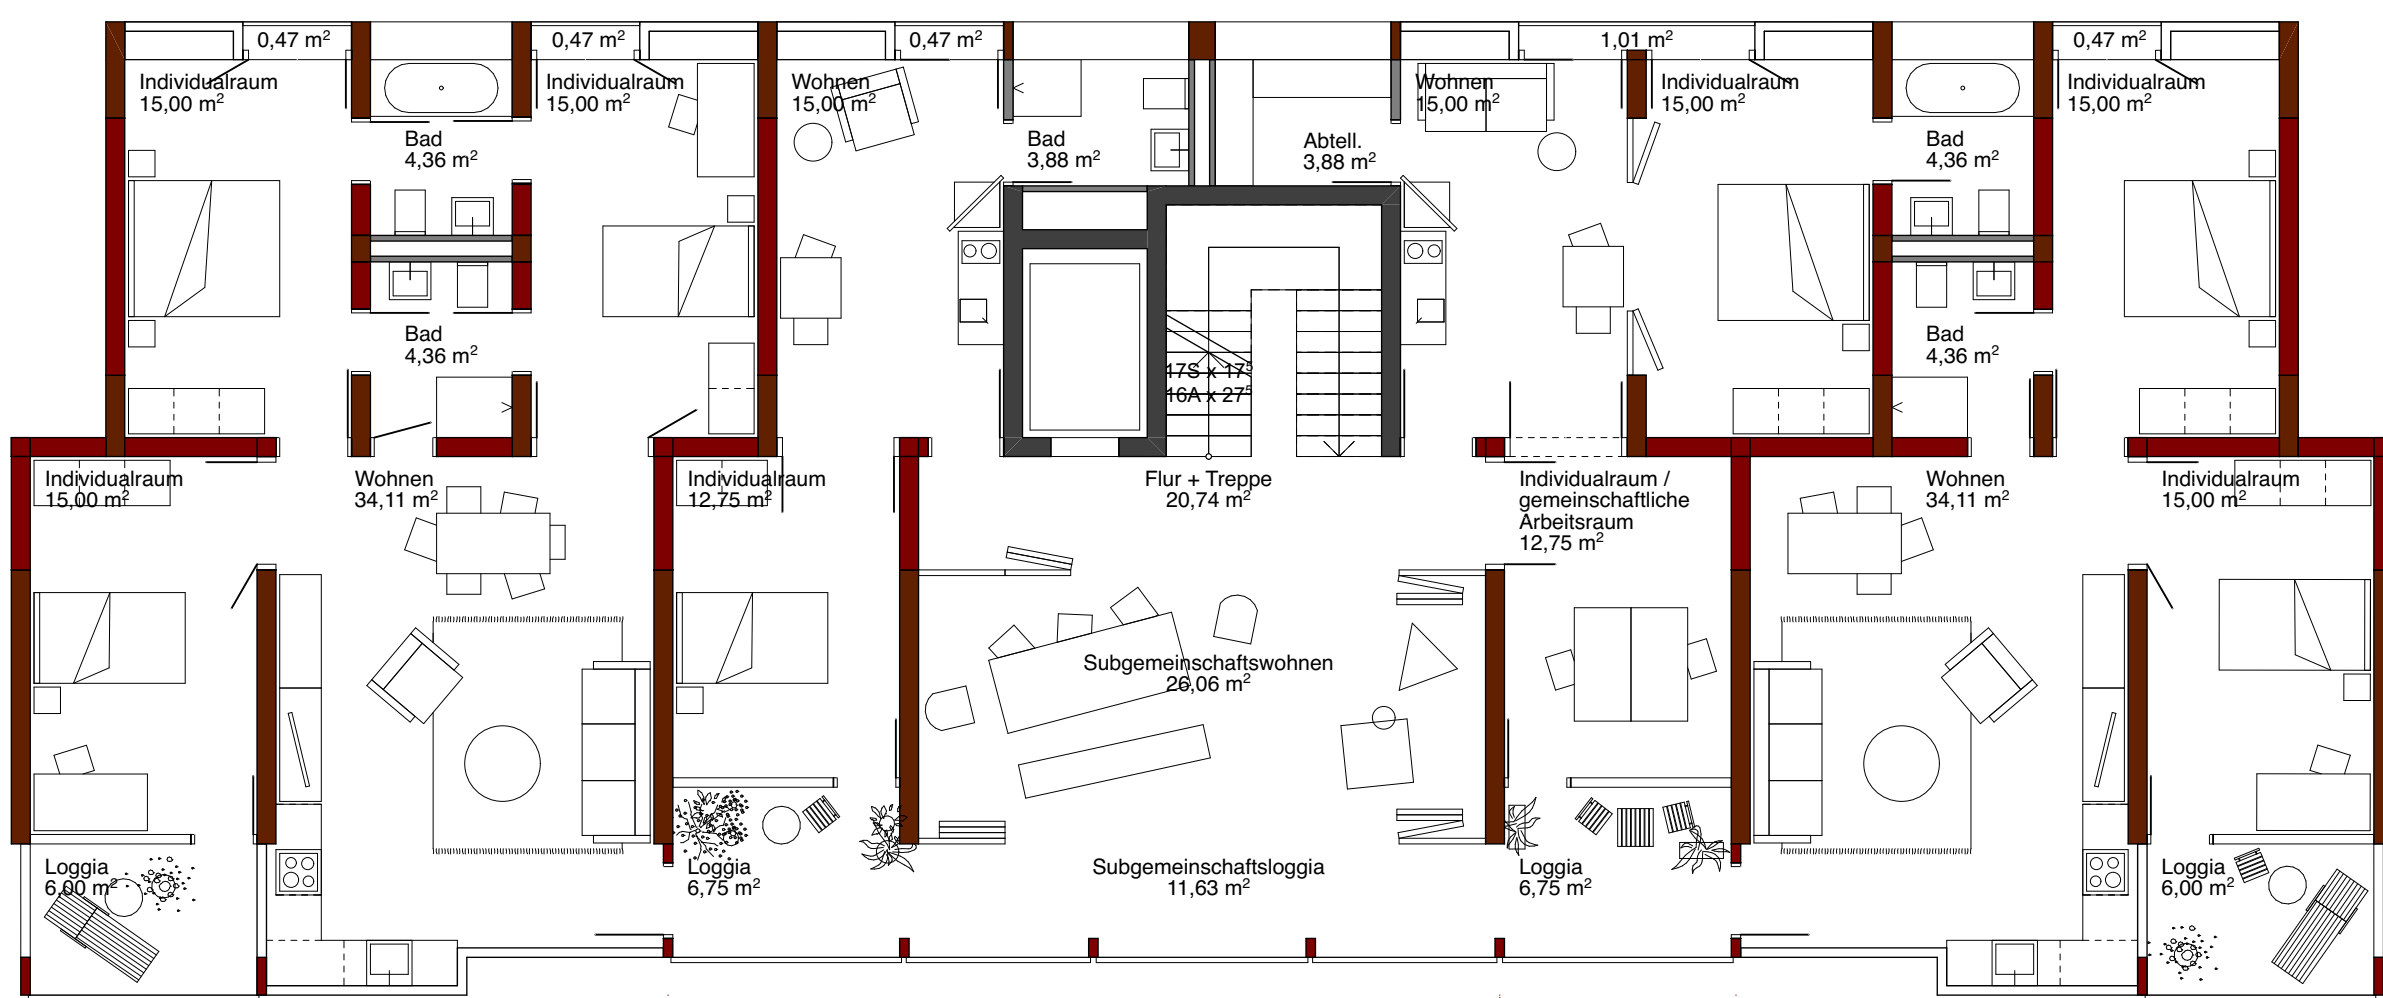 0,47 m²
0,47 m²
0,47 m²
1,01 m²
0,47 m²
Individualraum
15,00 m²
Individualraum
15,00 m²
Wohnen
15,00 m²
Wohnen
15,00 m²
Individualraum
15,00 m²
Individualraum
15,00 m²
Bad
4,36 m²
Bad
3,88 m²
Abtell.
3,88 m²
Bad
4,36 m²
Bad
4,36 m²
Bad
4,36 m²
17S x 17⁵
16A x 27⁵
Individualraum
15,00 m²
Wohnen
34,11 m²
Individualraum
12,75 m²
Flur + Treppe
20,74 m²
Individualraum /
gemeinschaftliche
Arbeitsraum
12,75 m²
Wohnen
34,11 m²
Individualraum
15,00 m²
Subgemeinschaftswohnen
26,06 m²
Loggia
6,00 m²
Loggia
6,75 m²
Subgemeinschaftsloggia
11,63 m²
Loggia
6,75 m²
Loggia
6,00 m²